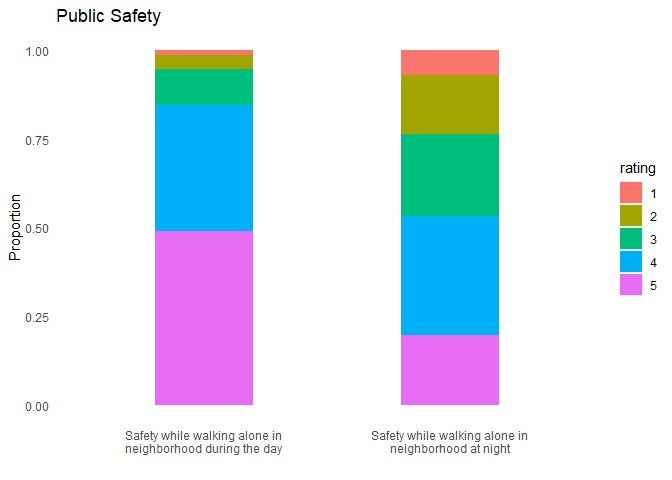 Public Safety
Proportion
1.00
0.75
0.50
0.25
0.00
Safety while walking alone in
neighborhood during the day
Safety while walking alone in
neighborhood at night
rating
1
2
3
4
5